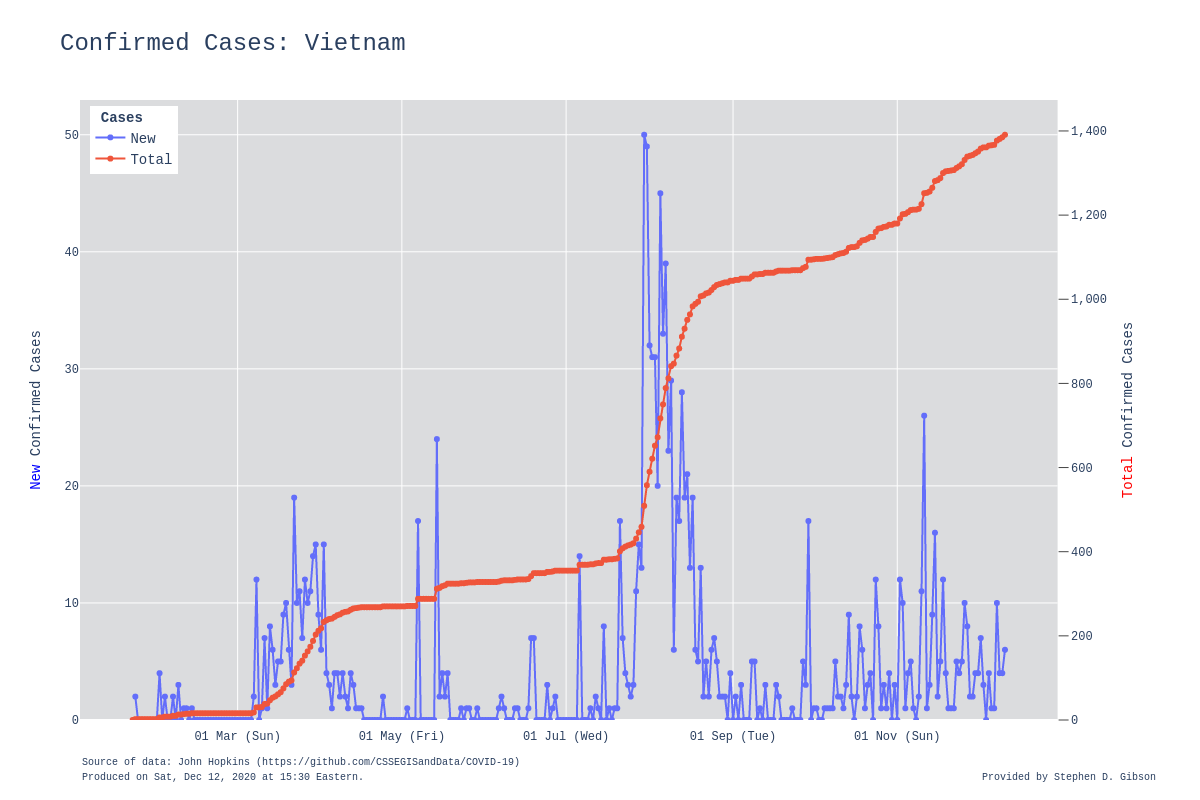 Confirmed Cases: Vietnam
Cases
New
Total
50
40
30
20
10
0
1,400
1,200
1,000
800
600
400
200
0
New Confirmed Cases
Total Confirmed Cases
01 Mar (Sun)
01 May (Fri)
01 Jul (Wed)
01 Sep (Tue)
01 Nov (Sun)
Source of data: John Hopkins (https://github.com/CSSEGISandData/COVID-19)
Produced on Sat, Dec 12, 2020 at 15:30 Eastern.
Provided by Stephen D. Gibson